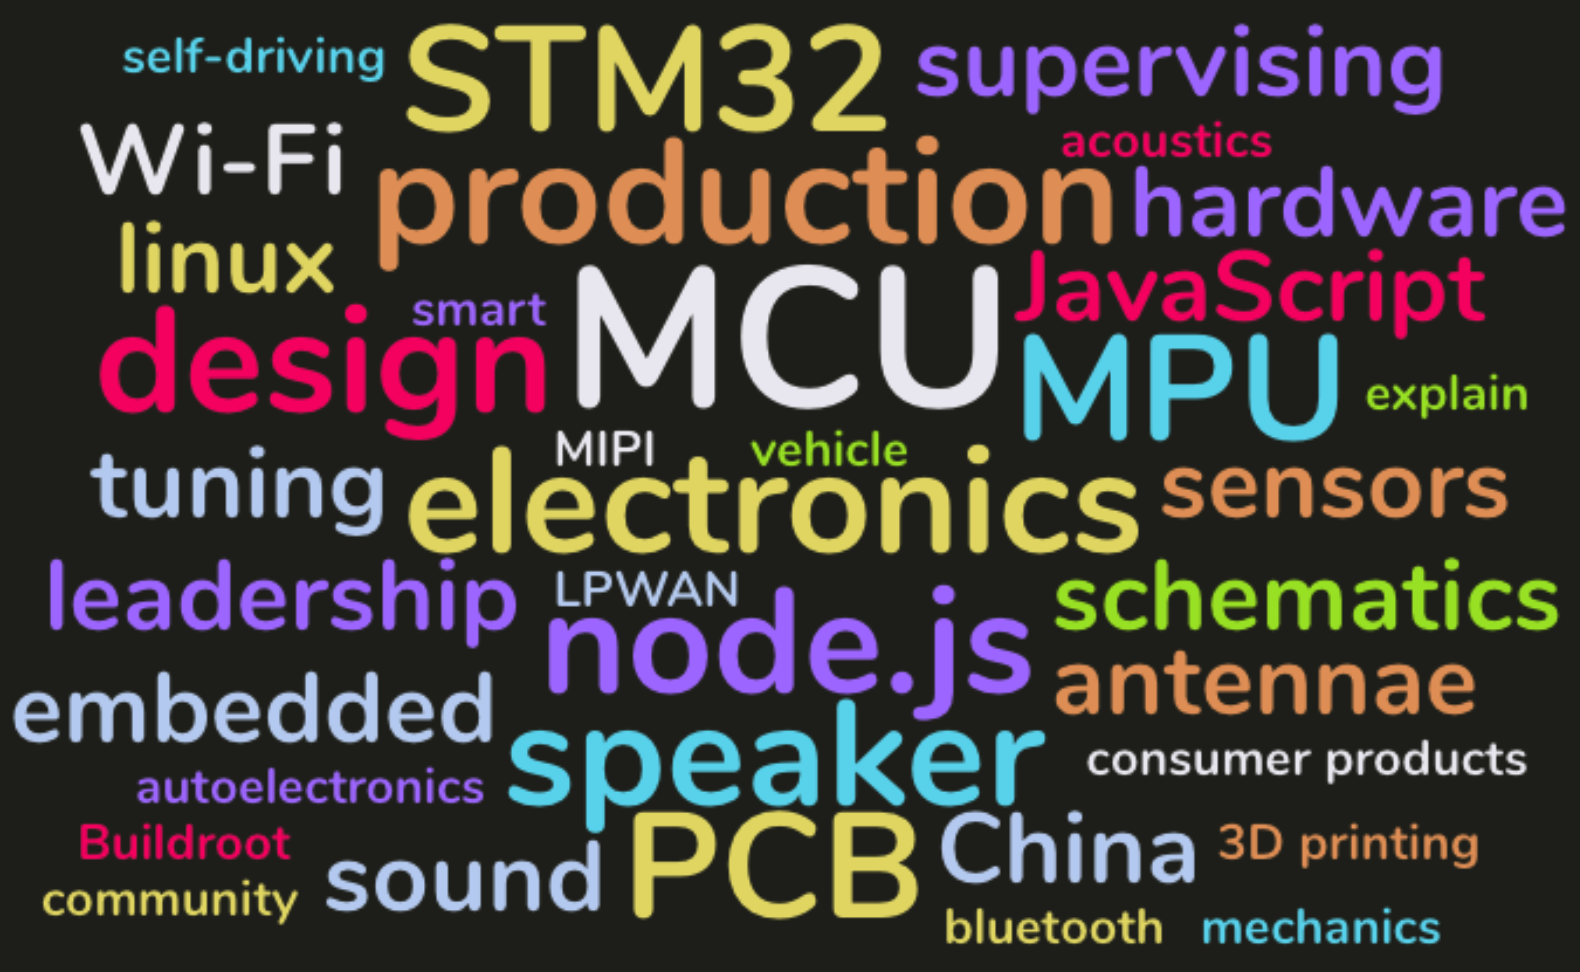 self-driving
STM32
supervising
Wi-Fi
acoustics
production
hardware
linux
JavaScript
smart
MCU
design
MPU
explain
MIPI
vehicle
tuning
electronics
sensors
leadership
LPWAN
schematics
node.js
antennae
embedded
speaker
consumer products
autoelectronics
Buildroot
PCB
China
3D printing
sound
community
bluetooth
mechanics